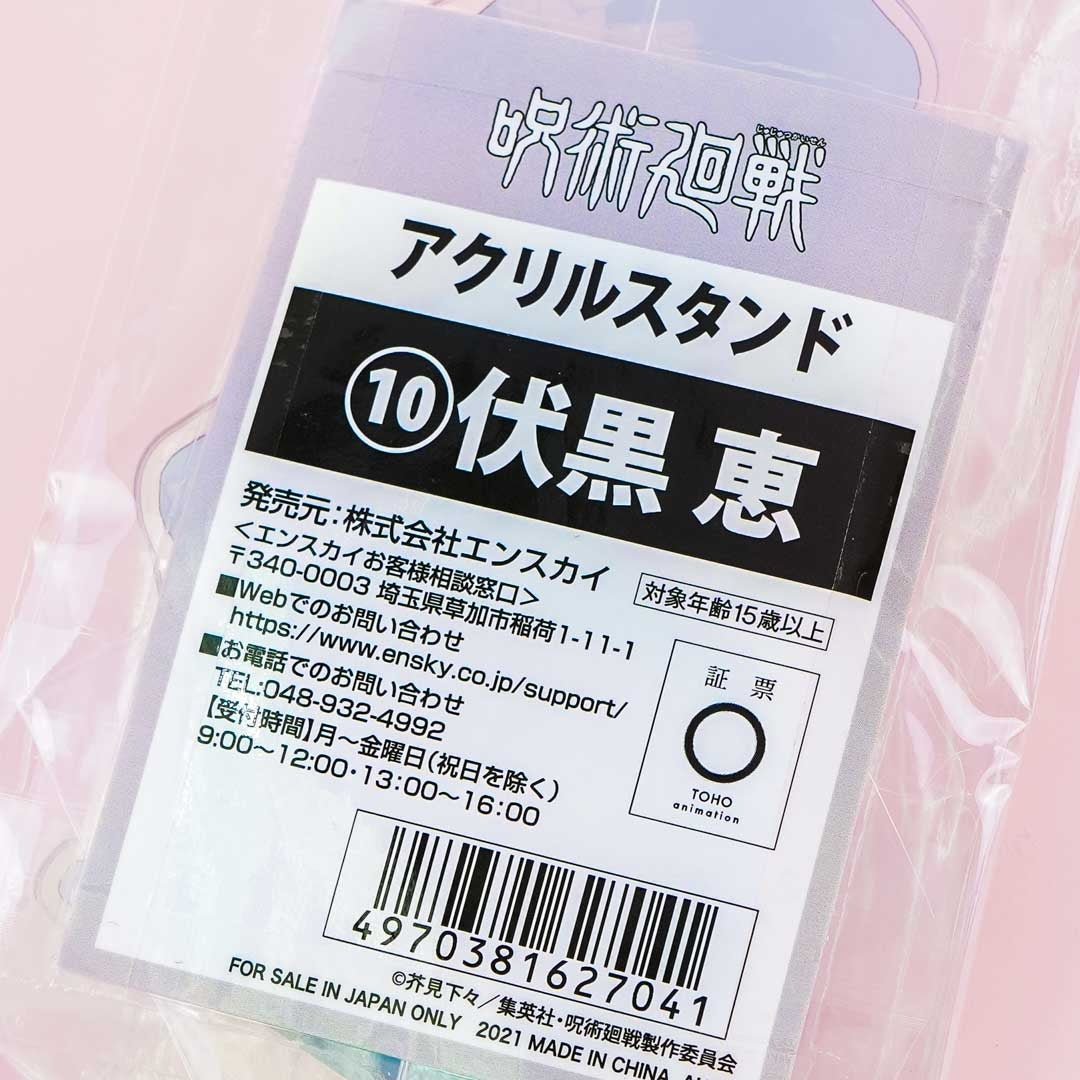 じゅじゅつかいせん
呪術廻戦
アクリルスタンド
⑩伏黒 恵
発売元:株式会社エンスカイ
<エンスカイお客様相談窓口>
〒340-0003 埼玉県草加市稲荷1-11-1
■Webでのお問い合わせ
https://www.ensky.co.jp/support/
■お電話でのお問い合わせ
TEL:048-932-4992
【受付時間】月~金曜日(祝日を除く)
9:00~12:00・13:00~16:00
対象年齢15歳以上
証 票
TOHO
animation
4970381627041
©芥見下々/集英社・呪術廻戦製作委員会
FOR SALE IN JAPAN ONLY 2021 MADE IN CHINA